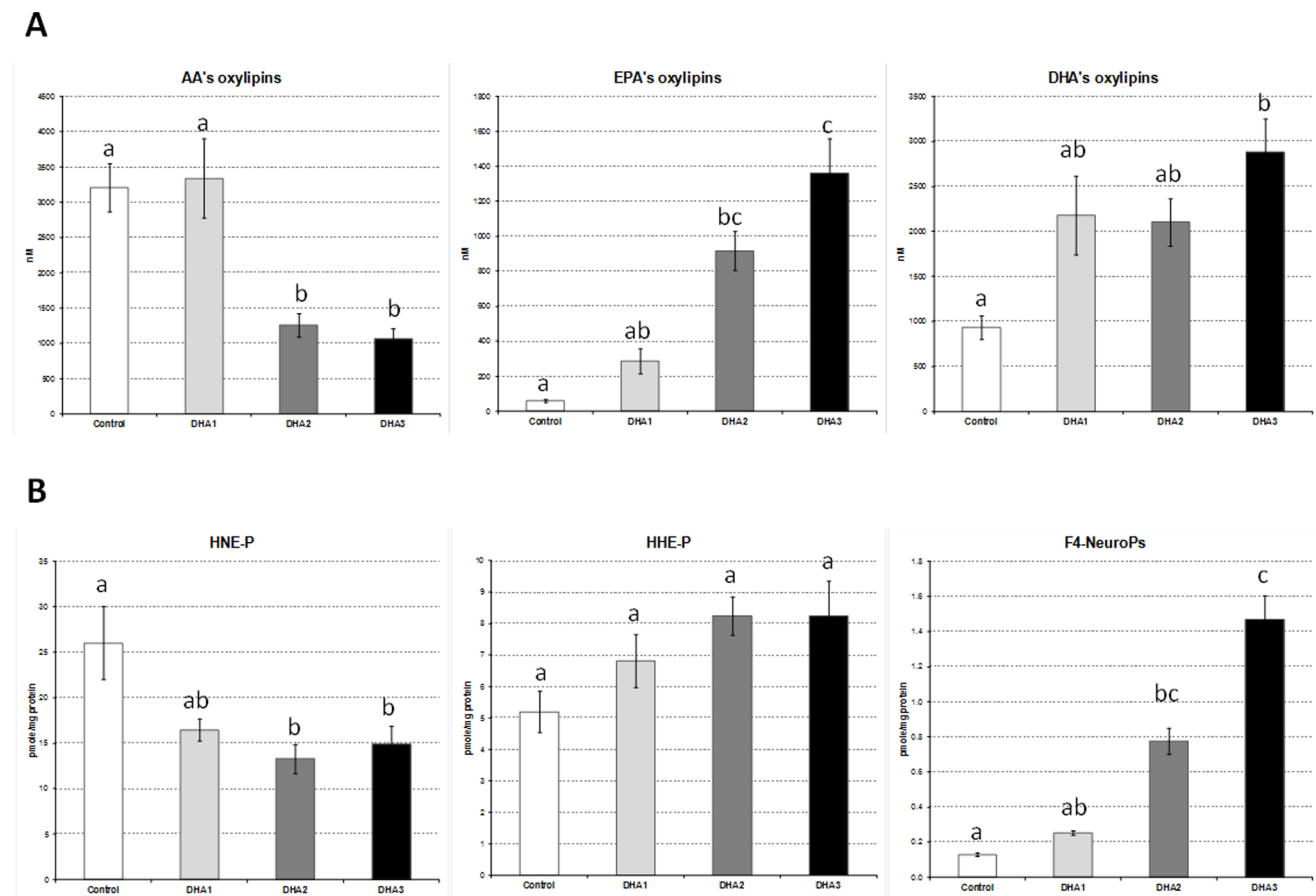 A
AA's oxylipins
4500
4000
3500
3000
2500
2000
1500
1000
500
0
nM
a
a
b
b
Control
DHA1
DHA2
DHA3
EPA's oxylipins
1800
1600
1400
1200
1000
800
600
400
200
0
nM
a
ab
bc
c
Control
DHA1
DHA2
DHA3
DHA's oxylipins
3500
3000
2500
2000
1500
1000
500
0
nM
a
ab
ab
b
Control
DHA1
DHA2
DHA3
B
HNE-P
35
30
25
20
15
10
5
0
pmole/mg protein
a
ab
b
b
Control
DHA1
DHA2
DHA3
HHE-P
10
9
8
7
6
5
4
3
2
1
0
pmole/mg protein
a
a
a
a
Control
DHA1
DHA2
DHA3
F4-NeuroPs
1.8
1.6
1.4
1.2
1.0
0.8
0.6
0.4
0.2
0.0
pmole/mg protein
a
ab
bc
c
Control
DHA1
DHA2
DHA3